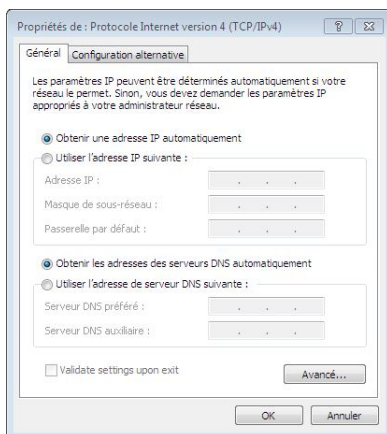 Propriétés de : Protocole Internet version 4 (TCP/IPv4)
Général
Configuration alternative
Les paramètres IP peuvent être déterminés automatiquement si votre
réseau le permet. Sinon, vous devez demander les paramètres IP
appropriés à votre administrateur réseau.
Obtenir une adresse IP automatiquement
Utiliser l'adresse IP suivante :
Adresse IP :
Masque de sous-réseau :
Passerelle par défaut :
Obtenir les adresses des serveurs DNS automatiquement
Utiliser l'adresse de serveur DNS suivante :
Serveur DNS préféré :
Serveur DNS auxiliaire :
Validate settings upon exit
Avancé...
OK
Annuler